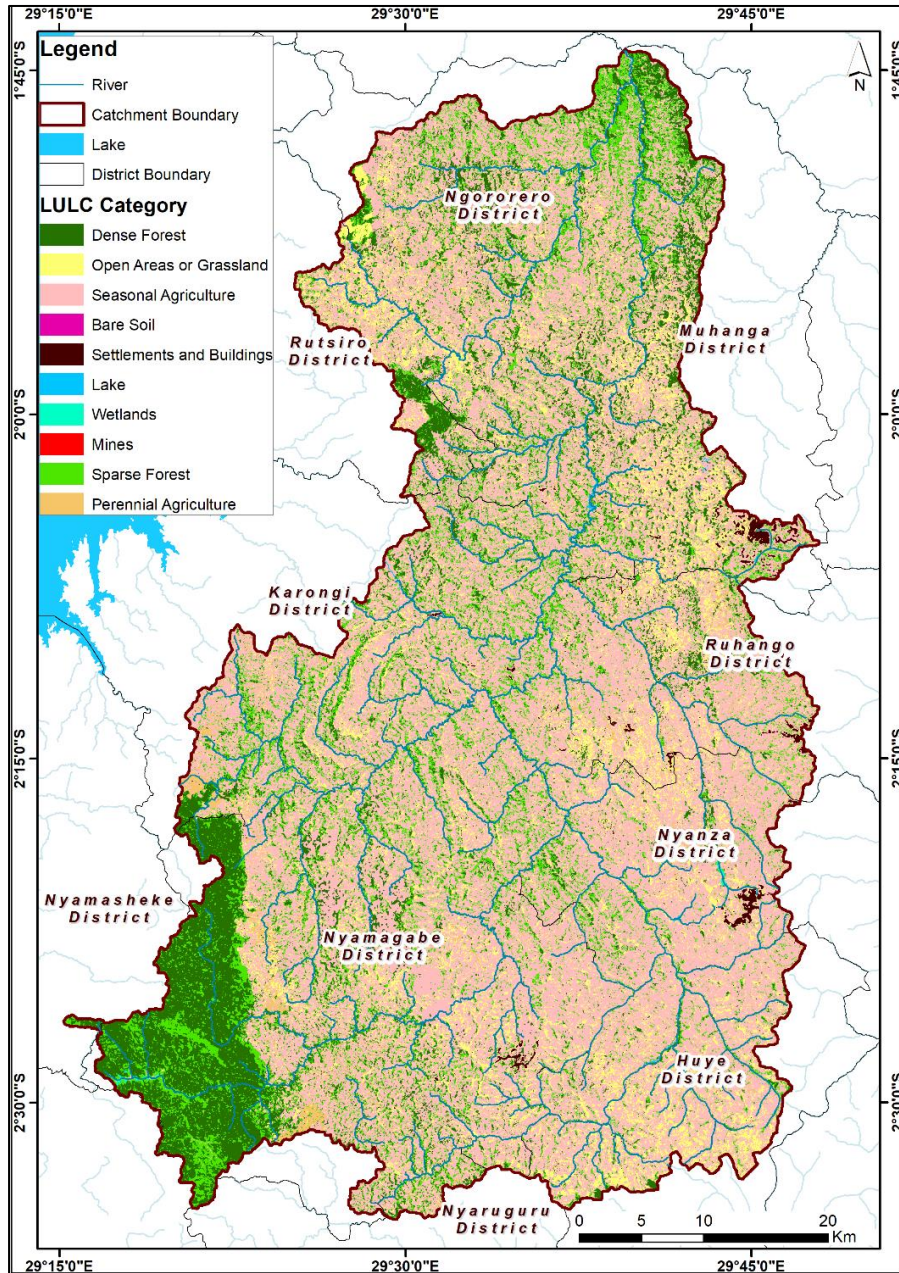 29°15'0"E
29°30'0"E
29°45'0"E
Legend
River
Catchment Boundary
Lake
District Boundary
LULC Category
Dense Forest
Open Areas or Grassland
Seasonal Agriculture
Bare Soil
Settlements and Buildings
Lake
Wetlands
Mines
Sparse Forest
Perennial Agriculture
N
1°45'0"S
1°45'0"S
Ngororero
District
Rutsiro
District
Muhanga
District
2°0'0"S
2°0'0"S
Karongi
District
Ruhango
District
2°15'0"S
2°15'0"S
Nyanza
District
Nyamasheke
District
Nyamagabe
District
Huye
District
2°30'0"S
2°30'0"S
Nyaruguru
District
0 5 10 20
Km
29°15'0"E
29°30'0"E
29°45'0"E